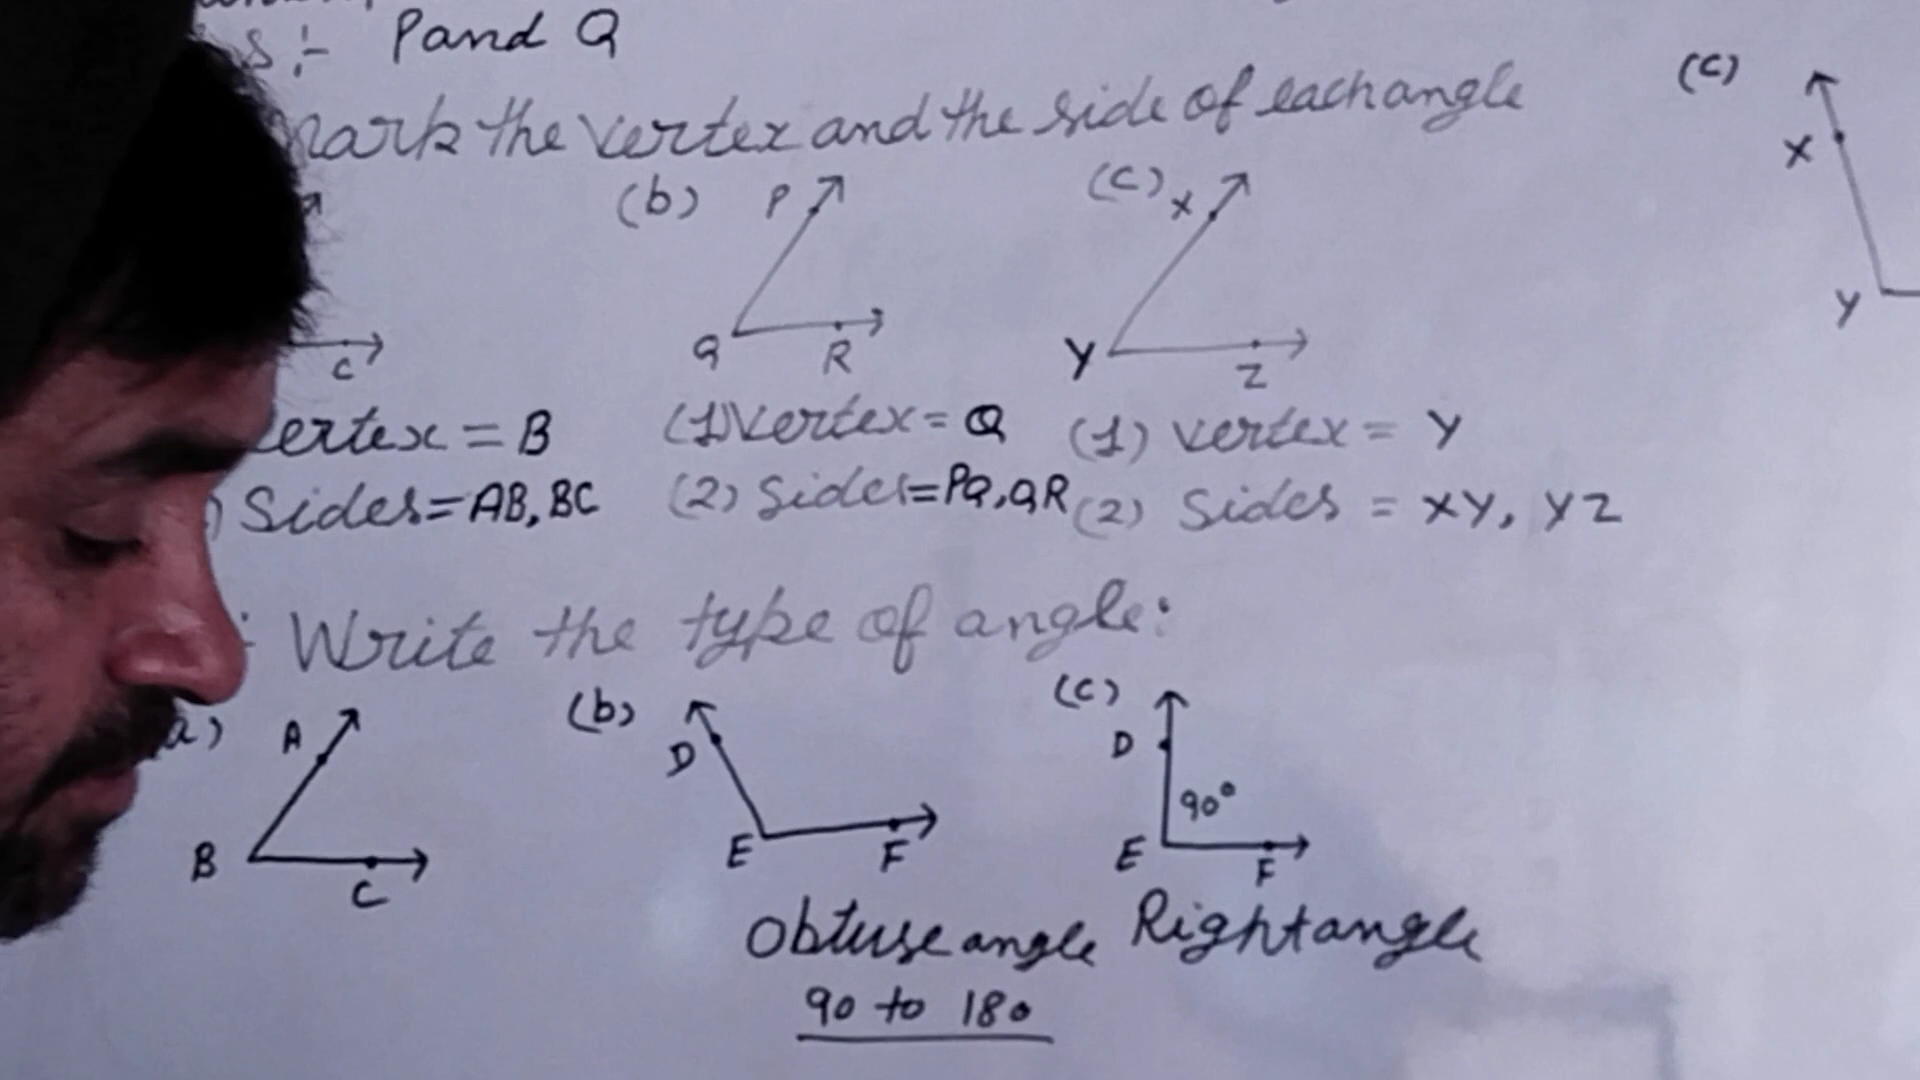 Pand Q
mark the vertex and the side of each angle
(b) P Q R
(c) X Y Z
C
(c) X Y
vertex = B
Sides = AB, BC
(1) vertex = Q
(2) Sides = PQ, QR
(1) vertex = Y
(2) Sides = XY, YZ
Write the type of angle:
a) A B C
(b) D E F
(c) D 90° E F
Obtuse angle
90 to 180
Right angle